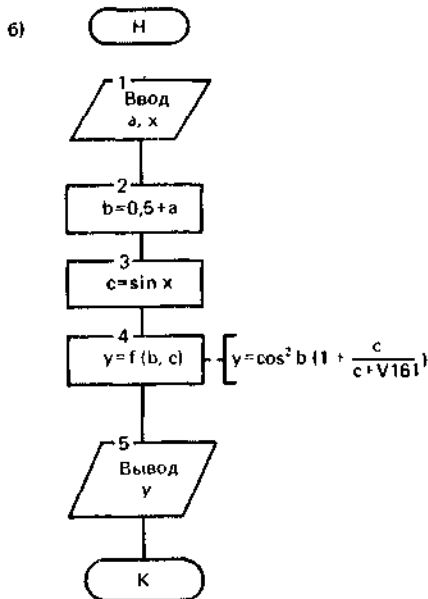 б)
Н
1
Ввод
а, х
2
b=0,5+a
3
c=sin x
4
y=f (b, c)
y=cos² b (1 + c / (c+V161)
5
Вывод
y
К